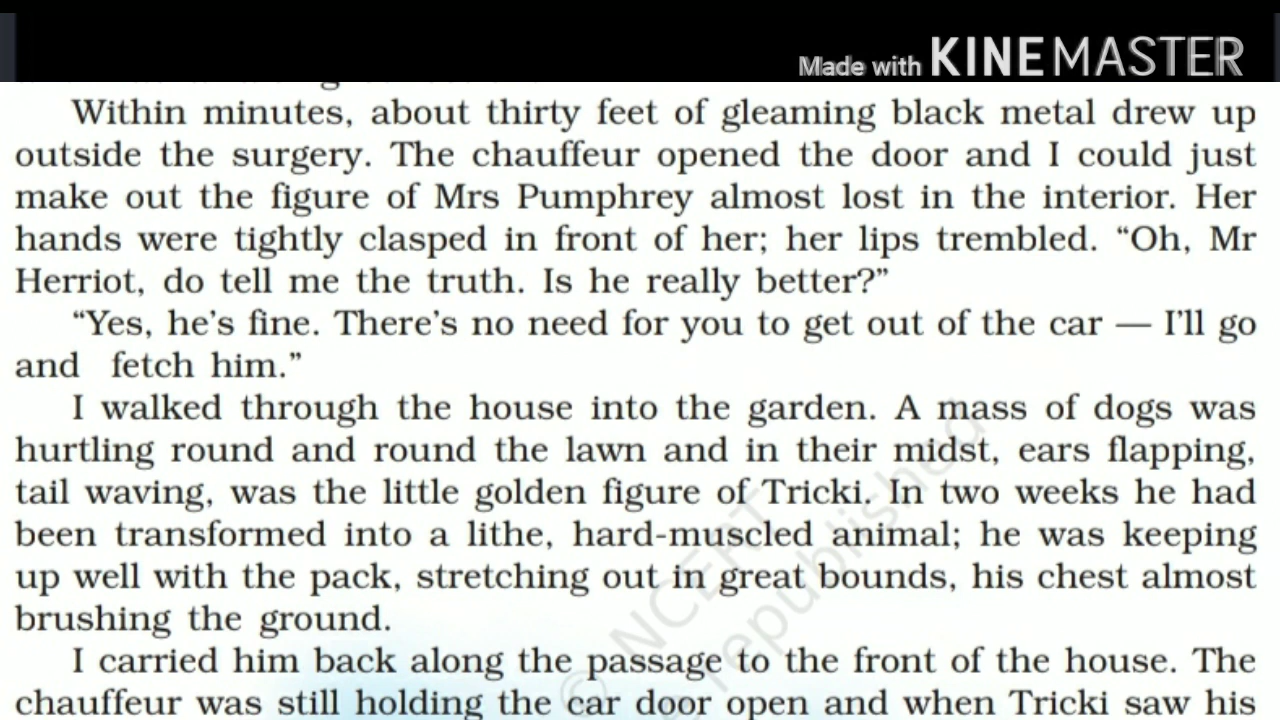 Made with KINEMASTER
Within minutes, about thirty feet of gleaming black metal drew up
outside the surgery. The chauffeur opened the door and I could just
make out the figure of Mrs Pumphrey almost lost in the interior. Her
hands were tightly clasped in front of her; her lips trembled. “Oh, Mr
Herriot, do tell me the truth. Is he really better?”
“Yes, he's fine. There's no need for you to get out of the car — I'll go
and fetch him.”
I walked through the house into the garden. A mass of dogs was
hurtling round and round the lawn and in their midst, ears flapping,
tail waving, was the little golden figure of Tricki. In two weeks he had
been transformed into a lithe, hard-muscled animal; he was keeping
up well with the pack, stretching out in great bounds, his chest almost
brushing the ground.
I carried him back along the passage to the front of the house. The
chauffeur was still holding the car door open and when Tricki saw his
© NCERT
republished